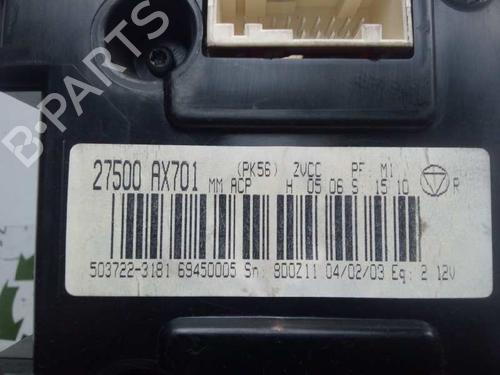 B-PARTS
27500 AX701 (PK56) ZVCC PF M1
MM ACP H 05 06 S 15 10 R
503722-3181 69450005 Sn: 8D0Z11 04/02/03 Eq: 2 12V